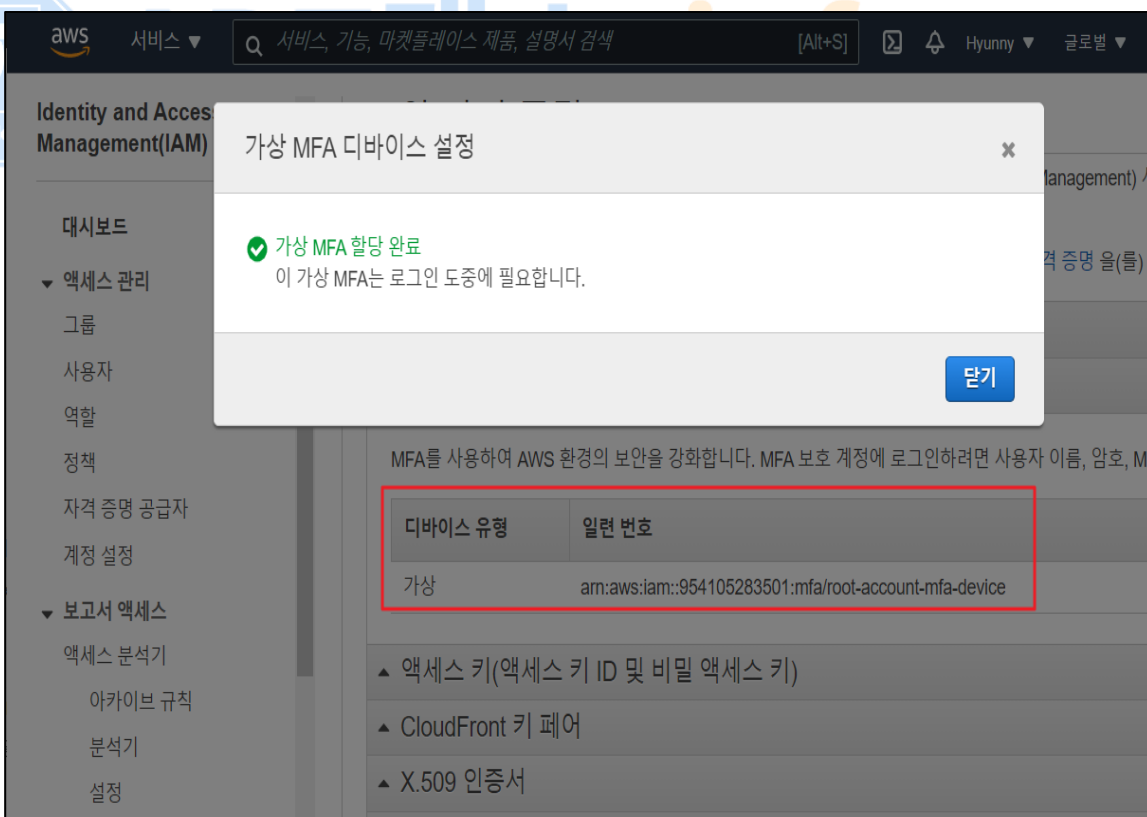 aws
서비스 ▼
서비스, 기능, 마켓플레이스 제품, 설명서 검색
[Alt+S]
Hyunny ▼
글로벌 ▼
Identity and Acces
Management(IAM)
대시보드
액세스 관리
그룹
사용자
역할
정책
자격 증명 공급자
계정 설정
보고서 액세스
액세스 분석기
아카이브 규칙
분석기
설정
가상 MFA 디바이스 설정
가상 MFA 할당 완료
이 가상 MFA는 로그인 도중에 필요합니다.
닫기
lanagement)
격 증명 을(를)
MFA를 사용하여 AWS 환경의 보안을 강화합니다. MFA 보호 계정에 로그인하려면 사용자 이름, 암호, M
디바이스 유형 일련 번호
가상 arn:aws:iam::954105283501:mfa/root-account-mfa-device
액세스 키(액세스 키 ID 및 비밀 액세스 키)
CloudFront 키 페어
X.509 인증서